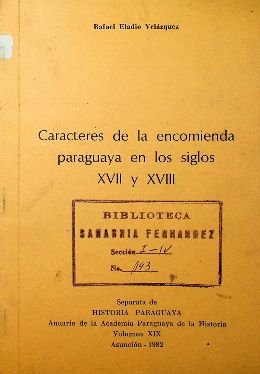 Rafael Eladio Velázquez
Caracteres de la encomienda
paraguaya en los siglos
XVII y XVIII
BIBLIOTECA
SANABRIA FERNANDEZ
Sección I-IV
No. 193
Separata de
HISTORIA PARAGUAYA
Anuario de la Academia Paraguaya de la Historia
Volumen XIX
Asunción - 1982